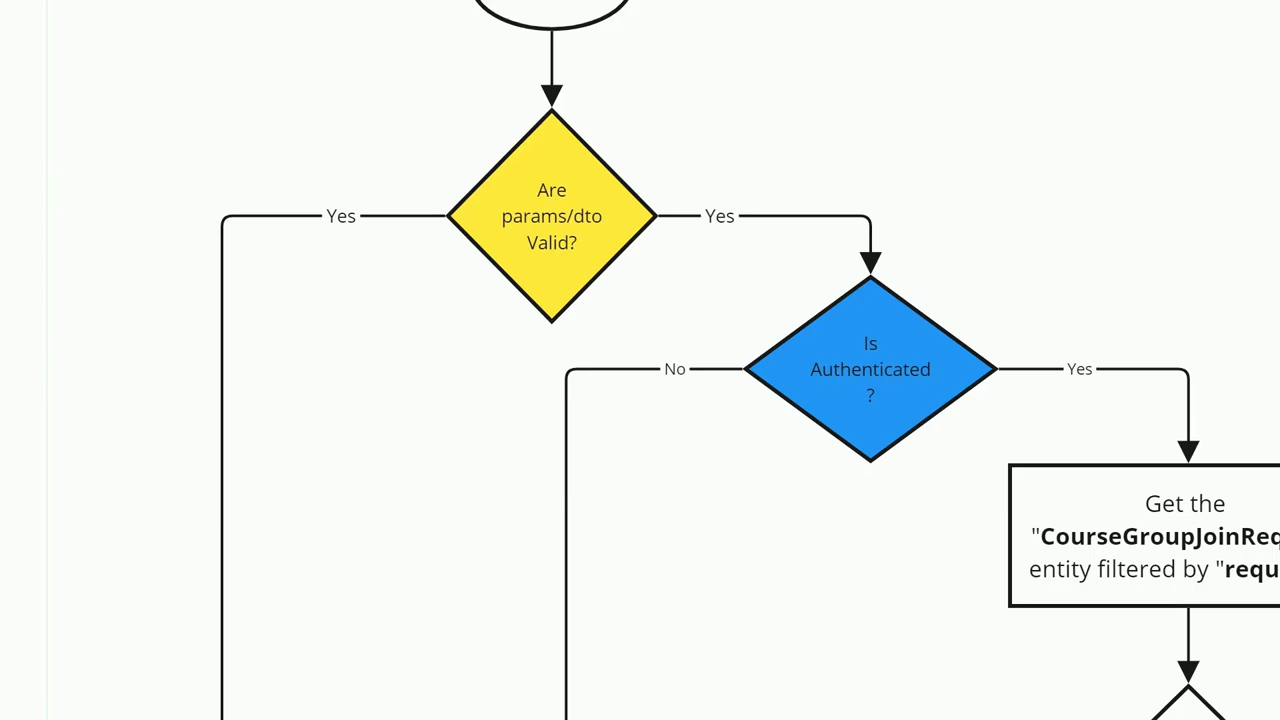 Are
params/dto
Valid?
Yes
Yes
Is
Authenticated
?
No
Yes
Get the
"CourseGroupJoinReq
entity filtered by "requ